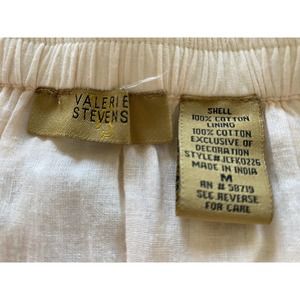 VALERIE
STEVENS
SHELL
100% COTTON
LINING
100% COTTON
EXCLUSIVE OF
DECORATION
STYLE#JCFK0226
MADE IN INDIA
M
RN # 58719
SEE REVERSE
FOR CARE